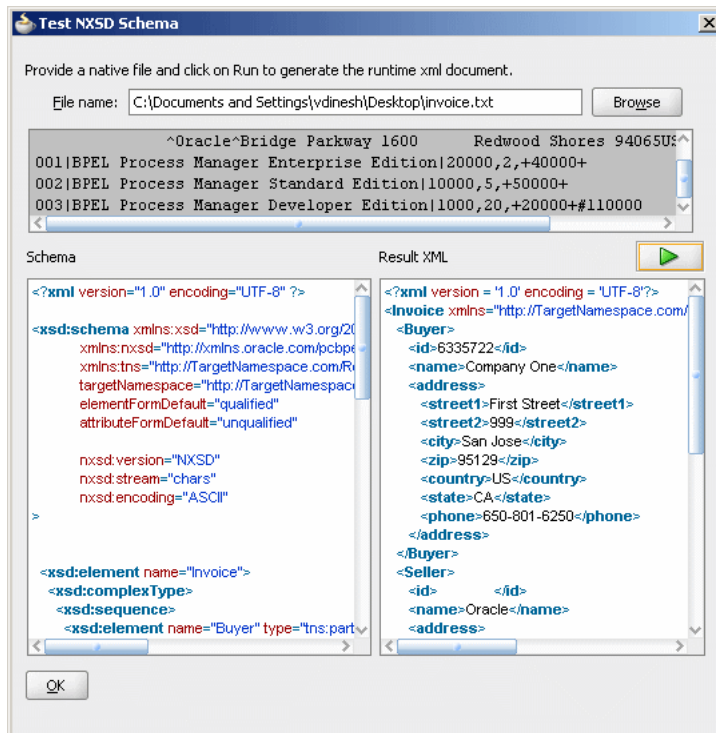 Test NXSD Schema
Provide a native file and click on Run to generate the runtime xml document.
File name: C:\Documents and Settings\vdinesh\Desktop\invoice.txt Browse
^Oracle^Bridge Parkway 1600 Redwood Shores 94065US
001|BPEL Process Manager Enterprise Edition|20000,2,+40000+
002|BPEL Process Manager Standard Edition|10000,5,+50000+
003|BPEL Process Manager Developer Edition|1000,20,+20000+#110000
Schema
<?xml version="1.0" encoding="UTF-8" ?>
<xsd:schema xmlns:xsd="http://www.w3.org/20
xmlns:nxsd="http://xmlns.oracle.com/pcbpe
xmlns:tns="http://TargetNamespace.com/Re
targetNamespace="http://TargetNamespac
elementFormDefault="qualified"
attributeFormDefault="unqualified"
nxsd:version="NXSD"
nxsd:stream="chars"
nxsd:encoding="ASCII"
>
<xsd:element name="Invoice">
<xsd:complexType>
<xsd:sequence>
<xsd:element name="Buyer" type="tns:part
Result XML
<?xml version = '1.0' encoding = 'UTF-8'?>
<Invoice xmlns="http://TargetNamespace.com/
<Buyer>
<id>6335722</id>
<name>Company One</name>
<address>
<street1>First Street</street1>
<street2>999</street2>
<city>San Jose</city>
<zip>95129</zip>
<country>US</country>
<state>CA</state>
<phone>650-801-6250</phone>
</address>
</Buyer>
<Seller>
<id> </id>
<name>Oracle</name>
<address>
OK